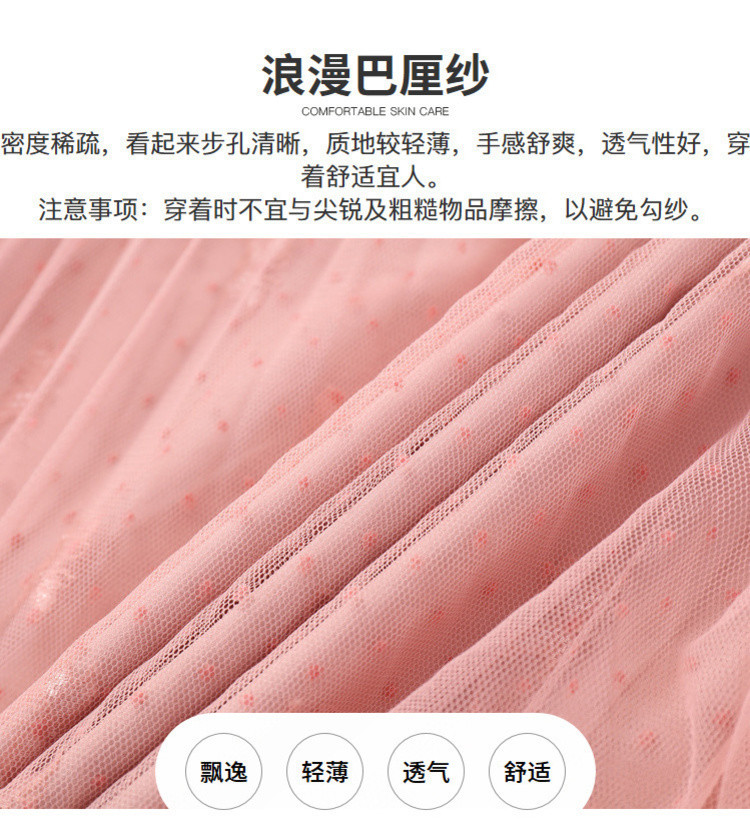 浪漫巴厘纱
COMFORTABLE SKIN CARE
密度稀疏，看起来步孔清晰，质地较轻薄，手感舒爽，透气性好，穿
着舒适宜人。
注意事项：穿着时不宜与尖锐及粗糙物品摩擦，以避免勾纱。
飘逸 轻薄 透气 舒适